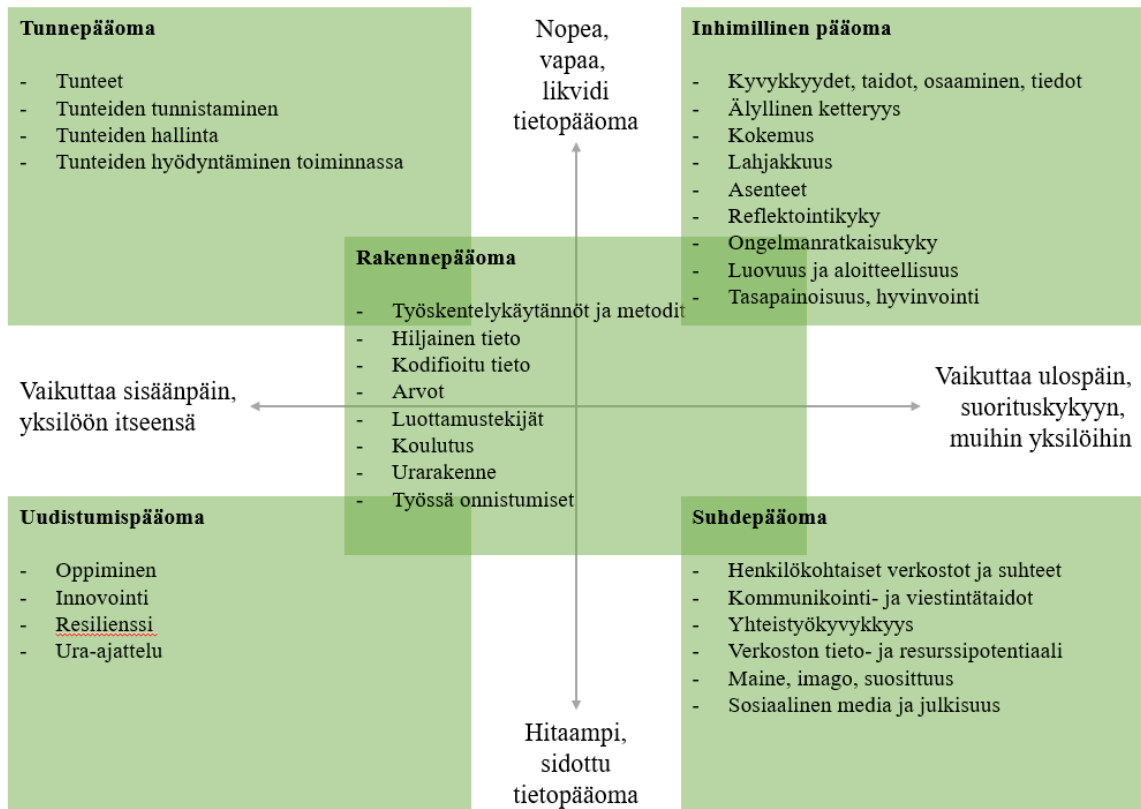 Tunnepääoma
- Tunteet
- Tunteiden tunnistaminen
- Tunteiden hallinta
- Tunteiden hyödyntäminen toiminnassa
Nopea,
vapaa,
likvidi
tietopääoma
Inhimillinen pääoma
- Kyvykkyydet, taidot, osaaminen, tiedot
- Älyllinen ketteryys
- Kokemus
- Lahjakkuus
- Asenteet
- Reflektointikyky
- Ongelmanratkaisukyky
- Luovuus ja aloitteellisuus
- Tasapainoisuus, hyvinvointi
Rakennepääoma
- Työskentelykäytännöt ja metodit
- Hiljainen tieto
- Kodifioitu tieto
- Arvot
- Luottamustekijät
- Koulutus
- Urarakenne
- Työssä onnistumiset
Vaikuttaa sisäänpäin,
yksilöön itseensä
Vaikuttaa ulospäin,
suorituskykyyn,
muihin yksilöihin
Uudistumispääoma
- Oppiminen
- Innovointi
- Resilienssi
- Ura-ajattelu
Hitaampi,
sidottu
tietopääoma
Suhdepääoma
- Henkilökohtaiset verkostot ja suhteet
- Kommunikointi- ja viestintätaidot
- Yhteistyökyvykkyys
- Verkoston tieto- ja resurssipotentiaali
- Maine, imago, suosittuus
- Sosiaalinen media ja julkisuus